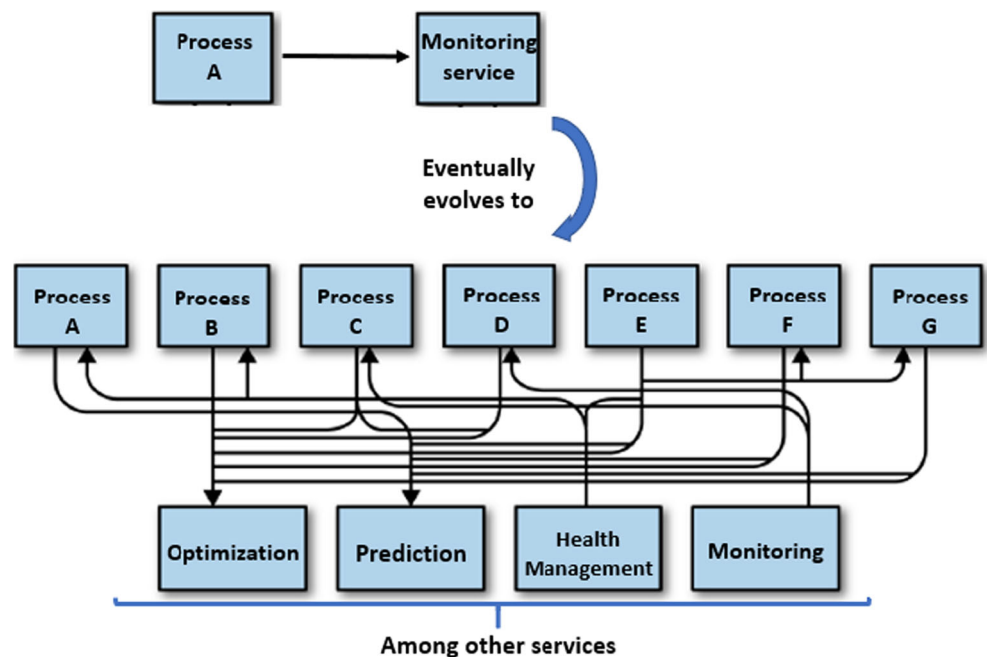 Process
A
Monitoring
service
Eventually
evolves to
Process
A
Process
B
Process
C
Process
D
Process
E
Process
F
Process
G
Optimization
Prediction
Health
Management
Monitoring
Among other services